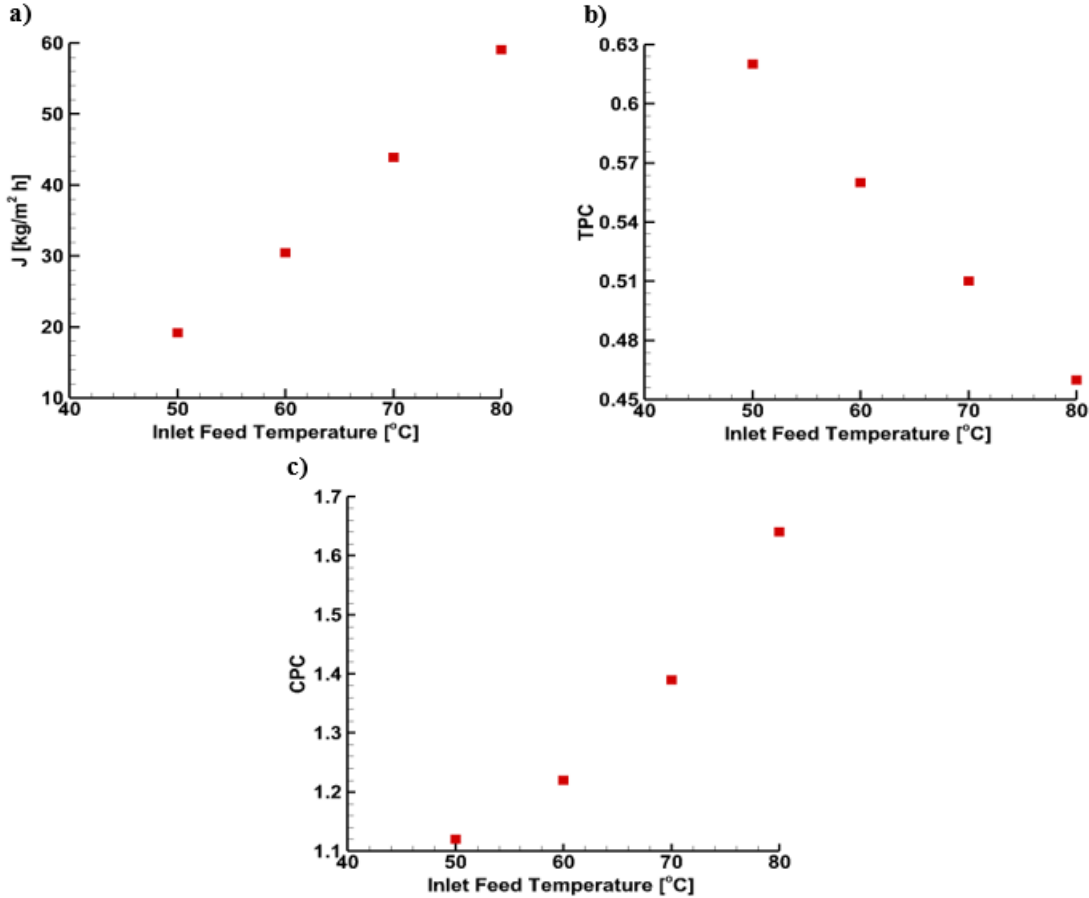 a)
60
50
40
30
20
10
J [kg/m² h]
40 50 60 70 80
Inlet Feed Temperature [°C]
b)
0.63
0.6
0.57
0.54
0.51
0.48
0.45
TPC
40 50 60 70 80
Inlet Feed Temperature [°C]
c)
1.7
1.6
1.5
1.4
1.3
1.2
1.1
CPC
40 50 60 70 80
Inlet Feed Temperature [°C]